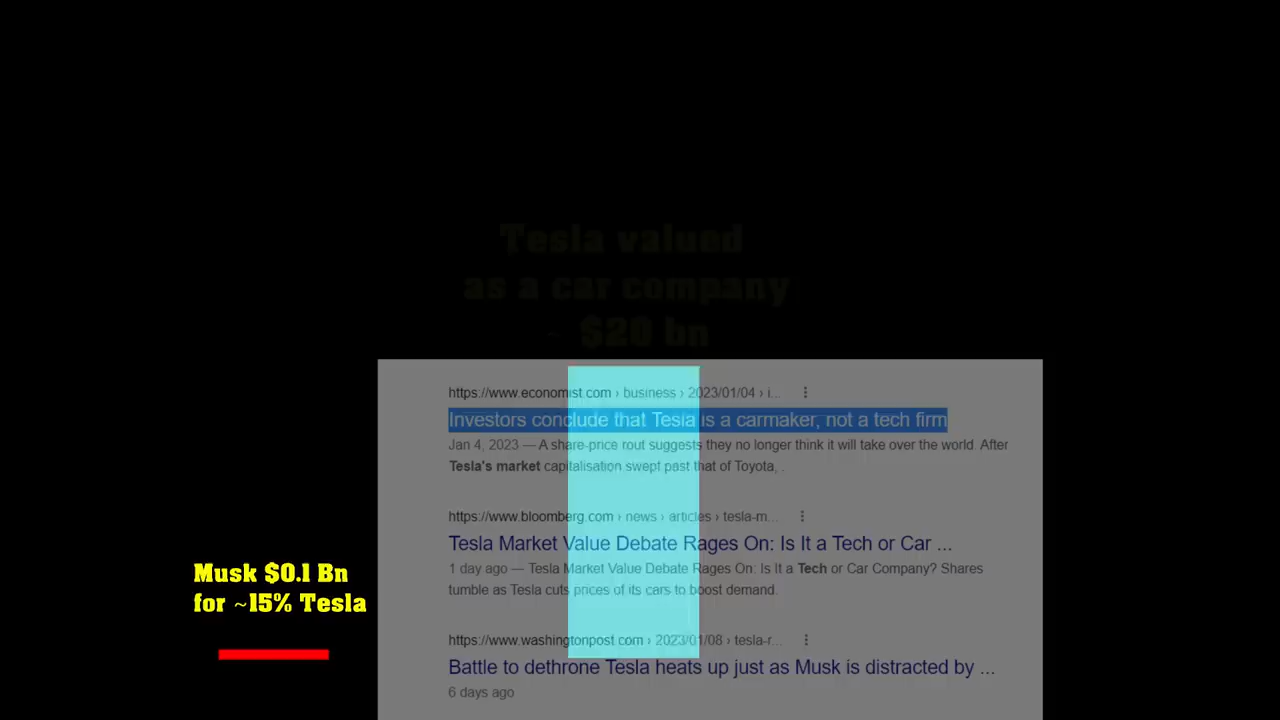 Tesla valued
as a car company
~ $20 bn
https://www.economist.com › business › 2023/01/04 › i...
Investors conclude that Tesla is a carmaker, not a tech firm
Jan 4, 2023 — A share-price rout suggests they no longer think it will take over the world. After
Tesla's market capitalisation swept past that of Toyota, .
https://www.bloomberg.com › news › articles › tesla-m...
Tesla Market Value Debate Rages On: Is It a Tech or Car ...
1 day ago — Tesla Market Value Debate Rages On: Is It a Tech or Car Company? Shares
tumble as Tesla cuts prices of its cars to boost demand.
Musk $0.1 Bn
for ~15% Tesla
https://www.washingtonpost.com › 2023/01/08 › tesla-r...
Battle to dethrone Tesla heats up just as Musk is distracted by ...
6 days ago